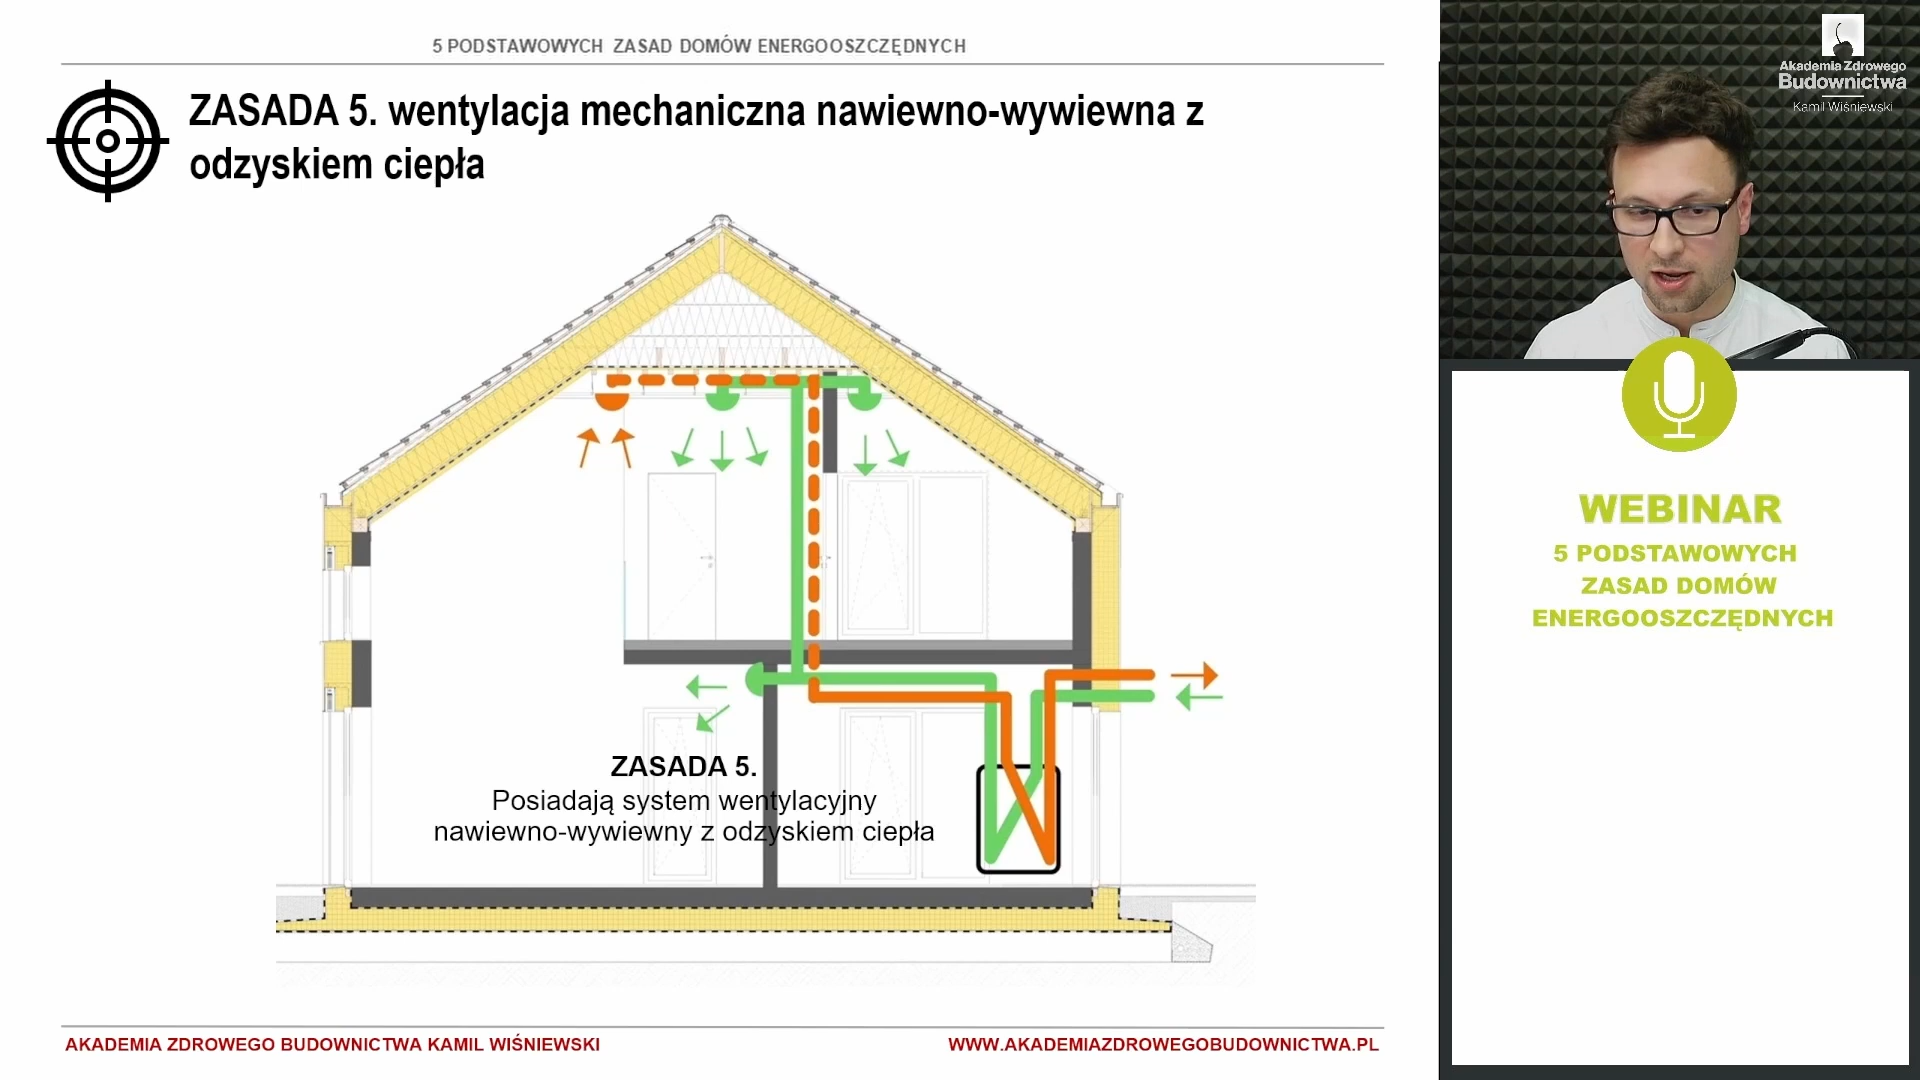 5 PODSTAWOWYCH ZASAD DOMÓW ENERGOOSZCZĘDNYCH
ZASADA 5. wentylacja mechaniczna nawiewno-wywiewna z
odzyskiem ciepła
ZASADA 5.
Posiadają system wentylacyjny
nawiewno-wywiewny z odzyskiem ciepła
AKADEMIA ZDROWEGO BUDOWNICTWA KAMIL WIŚNIEWSKI
WWW.AKADEMIAZDROWEGOBUDOWNICTWA.PL
Akademia Zdrowego
Budownictwa
Kamil Wiśniewski
WEBINAR
5 PODSTAWOWYCH
ZASAD DOMÓW
ENERGOOSZCZĘDNYCH